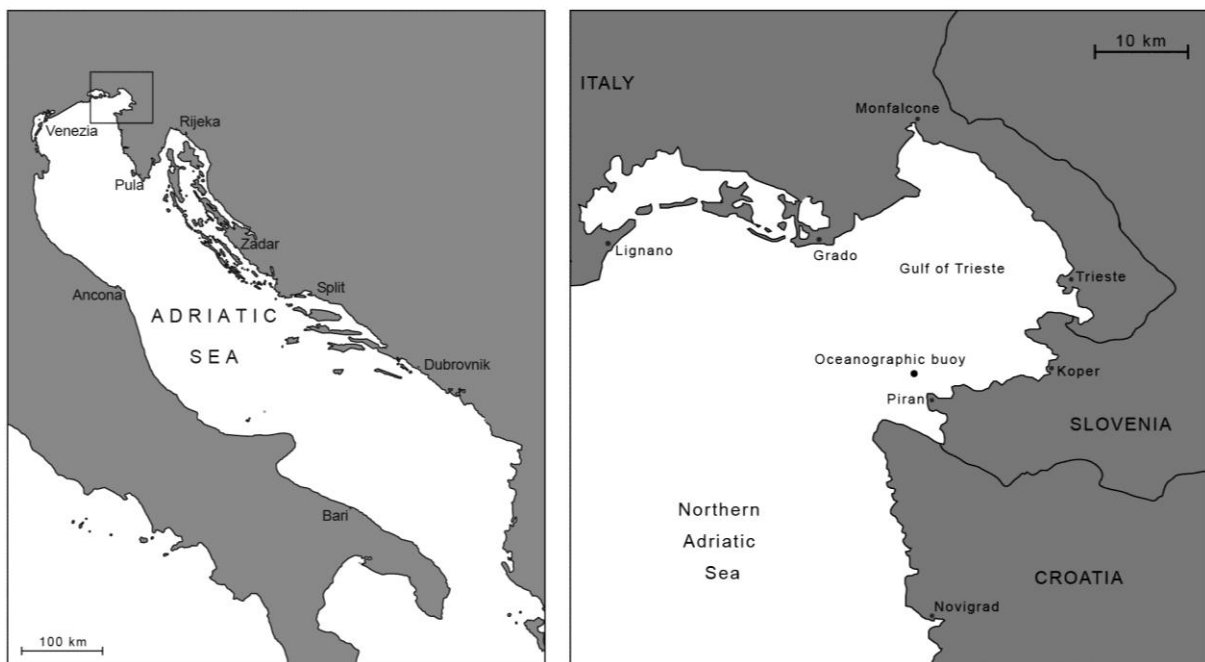 Venezia
Rijeka
Pula
Zadar
Ancona
Split
ADRIATIC
SEA
Dubrovnik
Bari
100 km
10 km
ITALY
Monfalcone
Lignano
Grado
Gulf of Trieste
Trieste
Oceanographic buoy
Koper
Piran
SLOVENIA
Northern
Adriatic
Sea
CROATIA
Novigrad